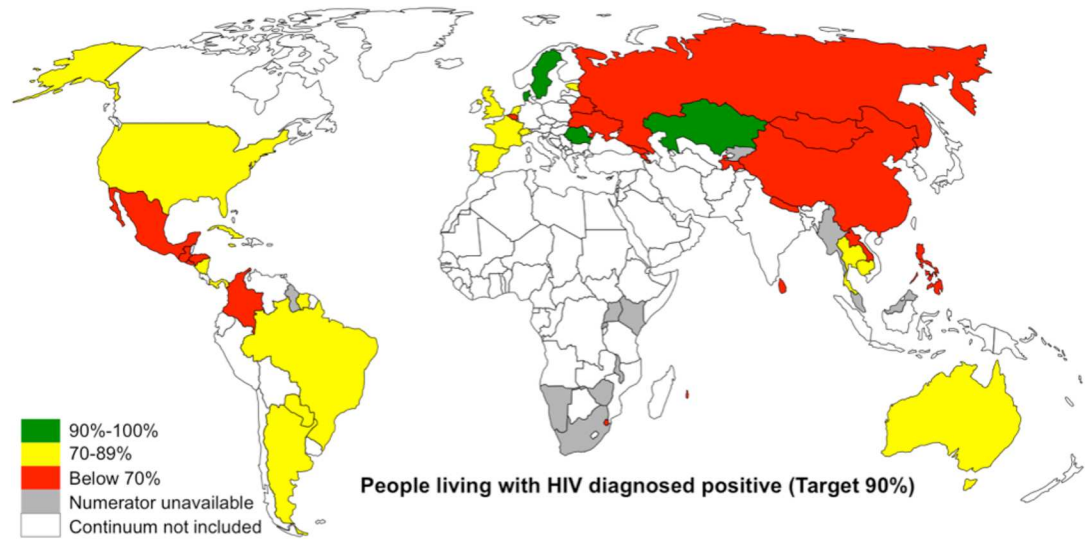 90%-100%
70-89%
Below 70%
Numerator unavailable
Continuum not included
People living with HIV diagnosed positive (Target 90%)